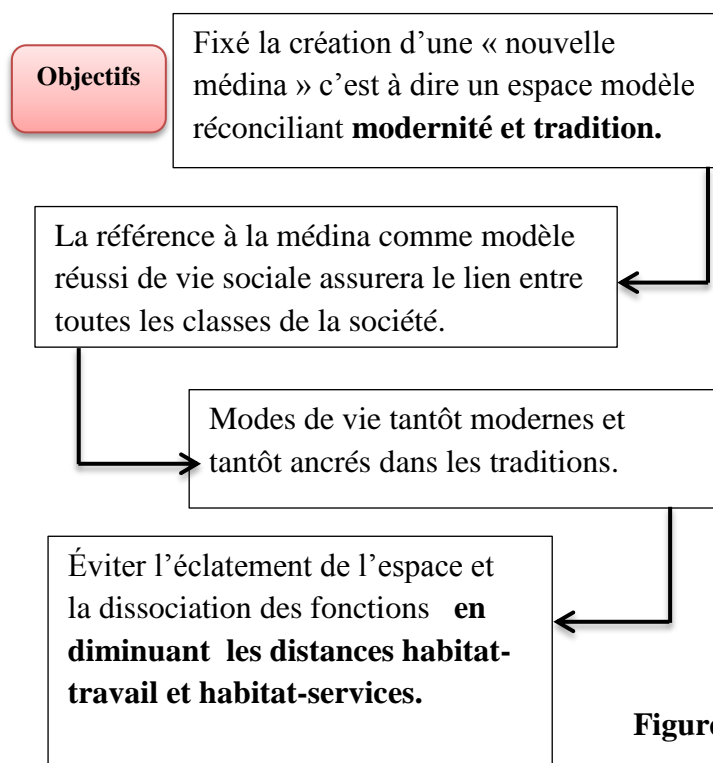 Objectifs
Fixé la création d'une « nouvelle
médina » c'est à dire un espace modèle
réconciliant modernité et tradition.
La référence à la médina comme modèle
réussi de vie sociale assurera le lien entre
toutes les classes de la société.
Modes de vie tantôt modernes et
tantôt ancrés dans les traditions.
Éviter l'éclatement de l'espace et
la dissociation des fonctions en
diminuant les distances habitat-
travail et habitat-services.
Figure